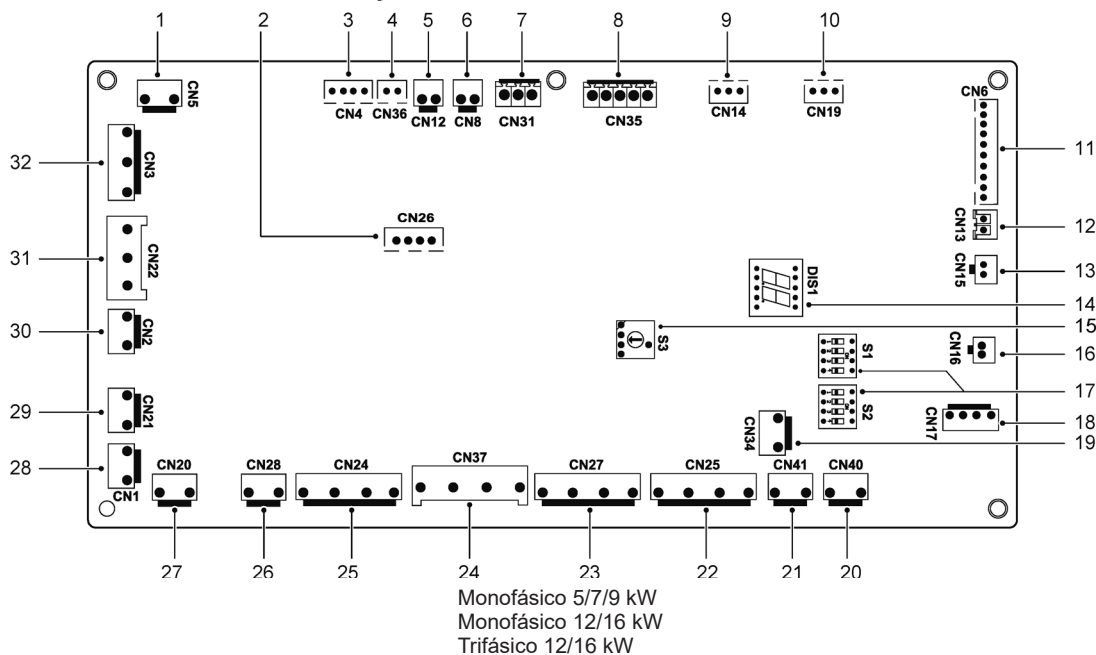 1 2 3 4 5 6 7 8 9 10
CN5 CN4 CN36 CN12 CN8 CN31 CN35 CN14 CN19 CN6
32 CN3 11
CN26 CN13 12
31 CN22 CN15 13
DIS1 14
30 CN2 S3 15
S1 CN16 16
17
29 CN21 S2 CN17 18
CN34 19
28 CN1 CN20 CN28 CN24 CN37 CN27 CN25 CN41 CN40
27 26 25 24 23 22 21 20
Monofásico 5/7/9 kW
Monofásico 12/16 kW
Trifásico 12/16 kW